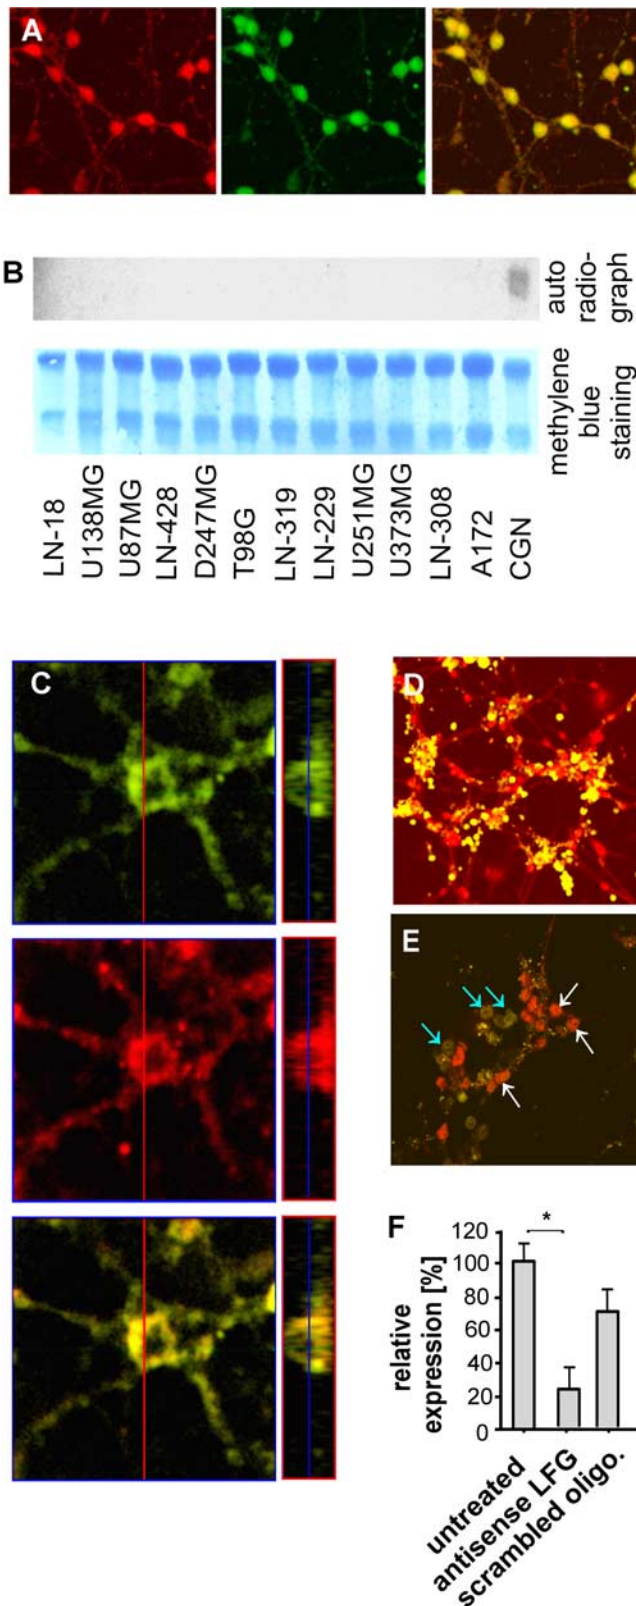 A
B
auto
radio-
graph
methylene
blue
staining
LN-18
U138MG
U87MG
LN-428
D247MG
T98G
LN-319
LN-229
U251MG
U373MG
LN-308
A172
CGN
C
D
E
F
relative
expression [%]
120
100
80
60
40
20
0
*
untreated
antisense LFG
scrambled oligo.